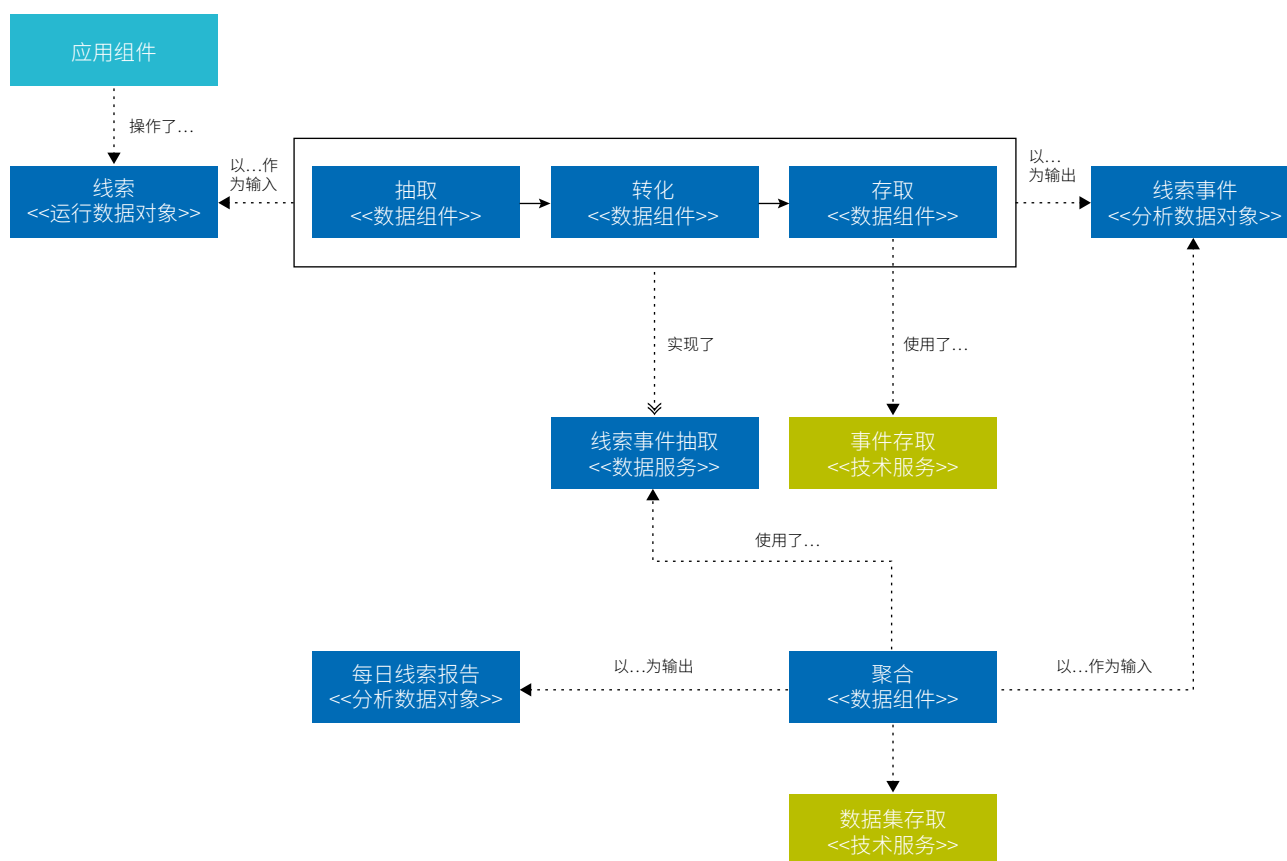 应用组件
操作了...
线索
<<运行数据对象>>
以...作
为输入
抽取
<<数据组件>>
转化
<<数据组件>>
存取
<<数据组件>>
以...
为输出
线索事件
<<分析数据对象>>
实现了
使用了...
线索事件抽取
<<数据服务>>
事件存取
<<技术服务>>
使用了...
每日线索报告
<<分析数据对象>>
以...为输出
聚合
<<数据组件>>
以...作为输入
数据集存取
<<技术服务>>